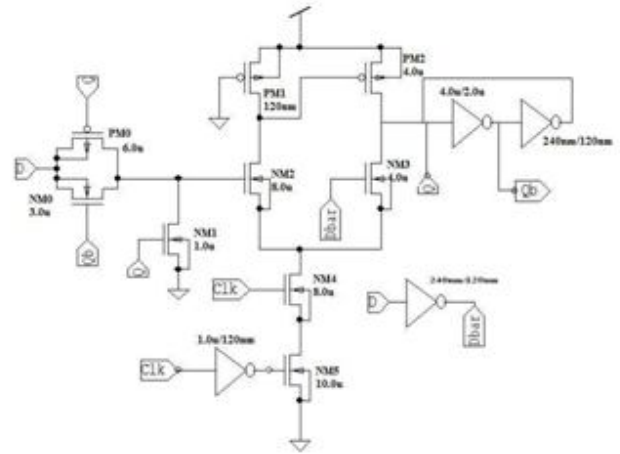 PM2
4.0u
PM1
120nm
4.0u/2.0u
240nm/120nm
Q
PM0
6.0u
D
NM0
3.0u
Qb
NM2
8.0u
NM3
4.0u
Dbar
Q
Qb
NM1
1.0u
Q
Clk
NM4
8.0u
240nm/120nm
D
Dbar
1.0u/120nm
Clk
NM5
10.0u